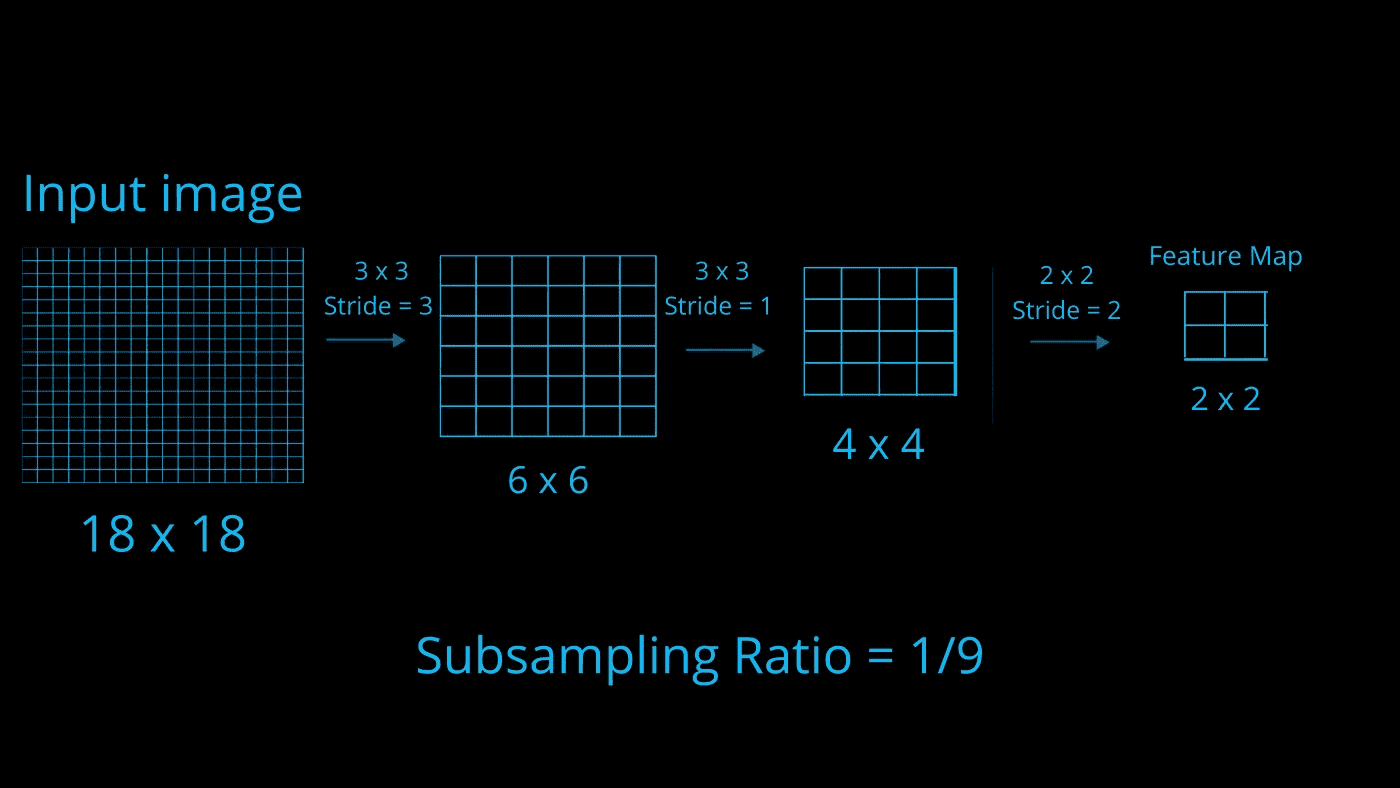 Input image
18 x 18
3 x 3
Stride = 3
6 x 6
3 x 3
Stride = 1
4 x 4
2 x 2
Stride = 2
Feature Map
2 x 2
Subsampling Ratio = 1/9